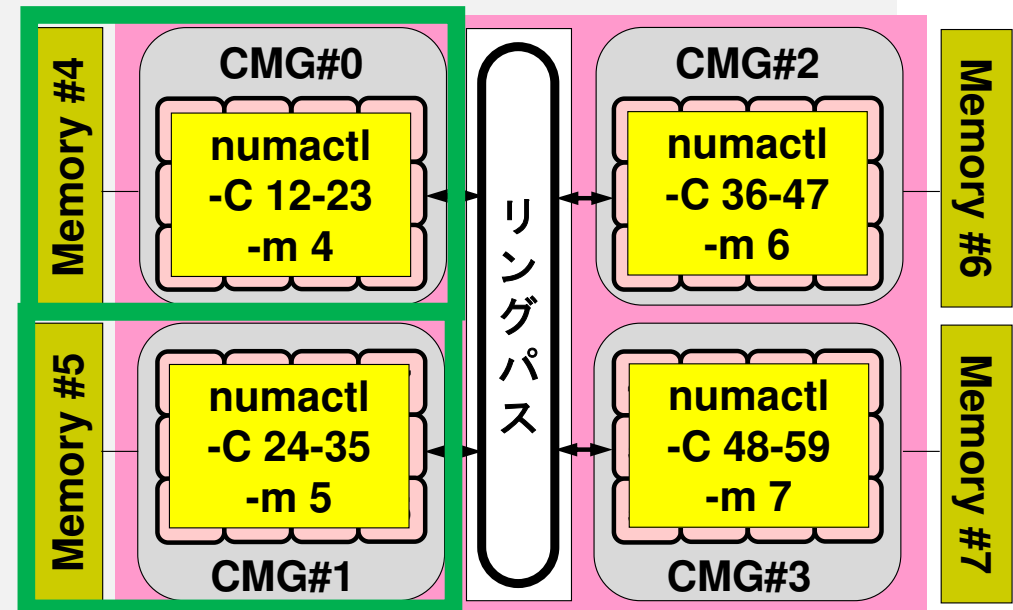 Memory #4
CMG#0
numactl
-C 12-23
-m 4
Memory #5
numactl
-C 24-35
-m 5
CMG#1
リングパス
CMG#2
numactl
-C 36-47
-m 6
Memory #6
numactl
-C 48-59
-m 7
CMG#3
Memory #7